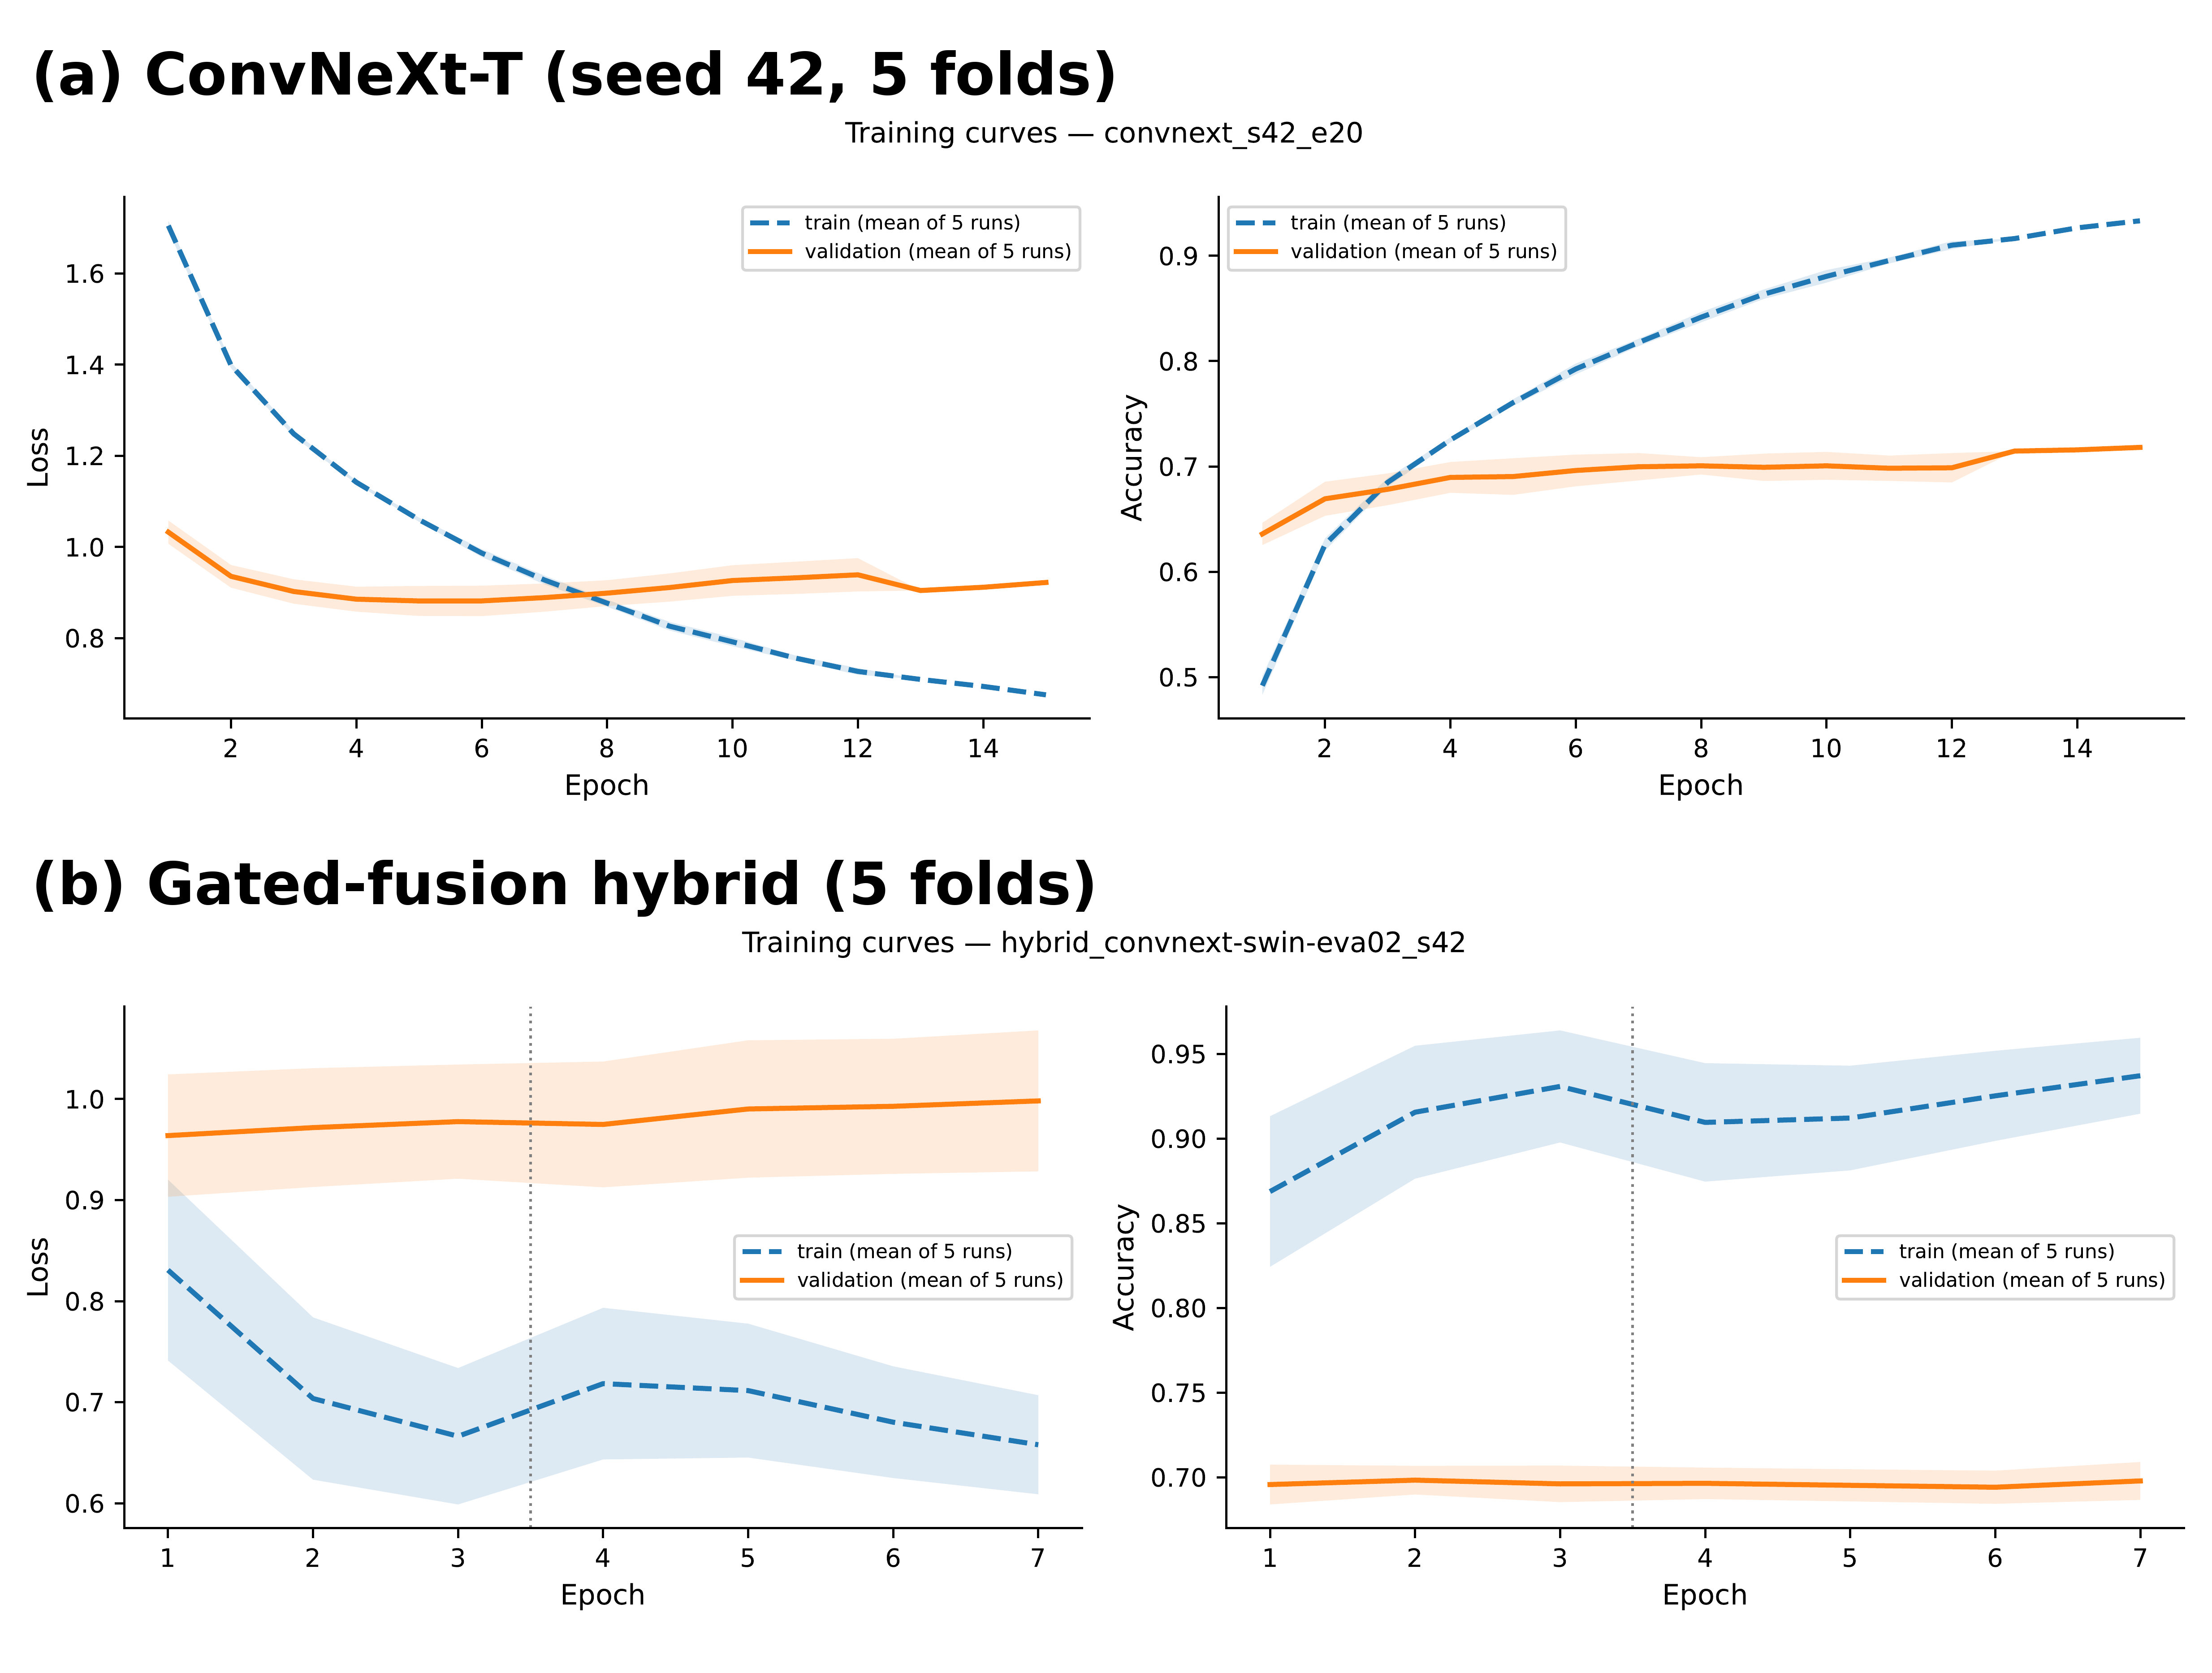 (a) ConvNeXt-T (seed 42, 5 folds)
Training curves — convnext_s42_e20
train (mean of 5 runs)
validation (mean of 5 runs)
Loss
1.6
1.4
1.2
1.0
0.8
2 4 6 8 10 12 14
Epoch
train (mean of 5 runs)
validation (mean of 5 runs)
Accuracy
0.9
0.8
0.7
0.6
0.5
2 4 6 8 10 12 14
Epoch
(b) Gated-fusion hybrid (5 folds)
Training curves — hybrid_convnext-swin-eva02_s42
Loss
1.0
0.9
0.8
0.7
0.6
train (mean of 5 runs)
validation (mean of 5 runs)
1 2 3 4 5 6 7
Epoch
Accuracy
0.95
0.90
0.85
0.80
0.75
0.70
train (mean of 5 runs)
validation (mean of 5 runs)
1 2 3 4 5 6 7
Epoch